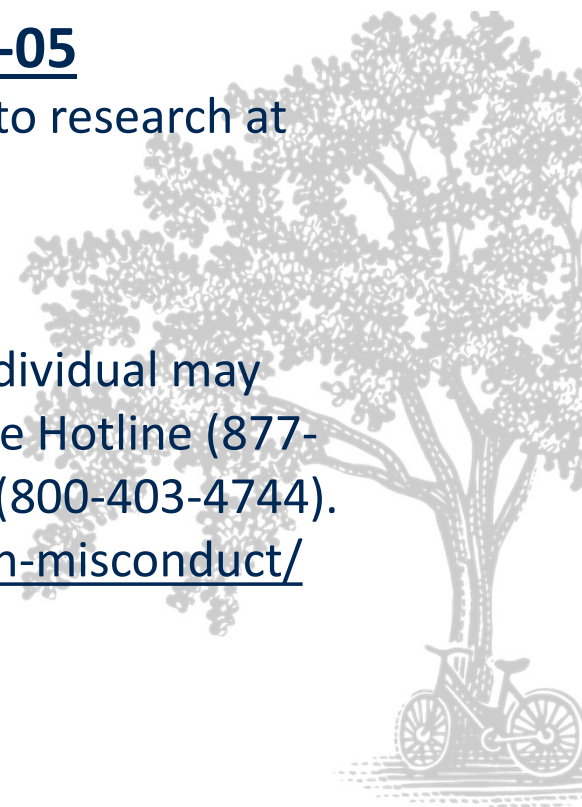 -05
to research at
dividual may
e Hotline (877-
(800-403-4744).
n-misconduct/